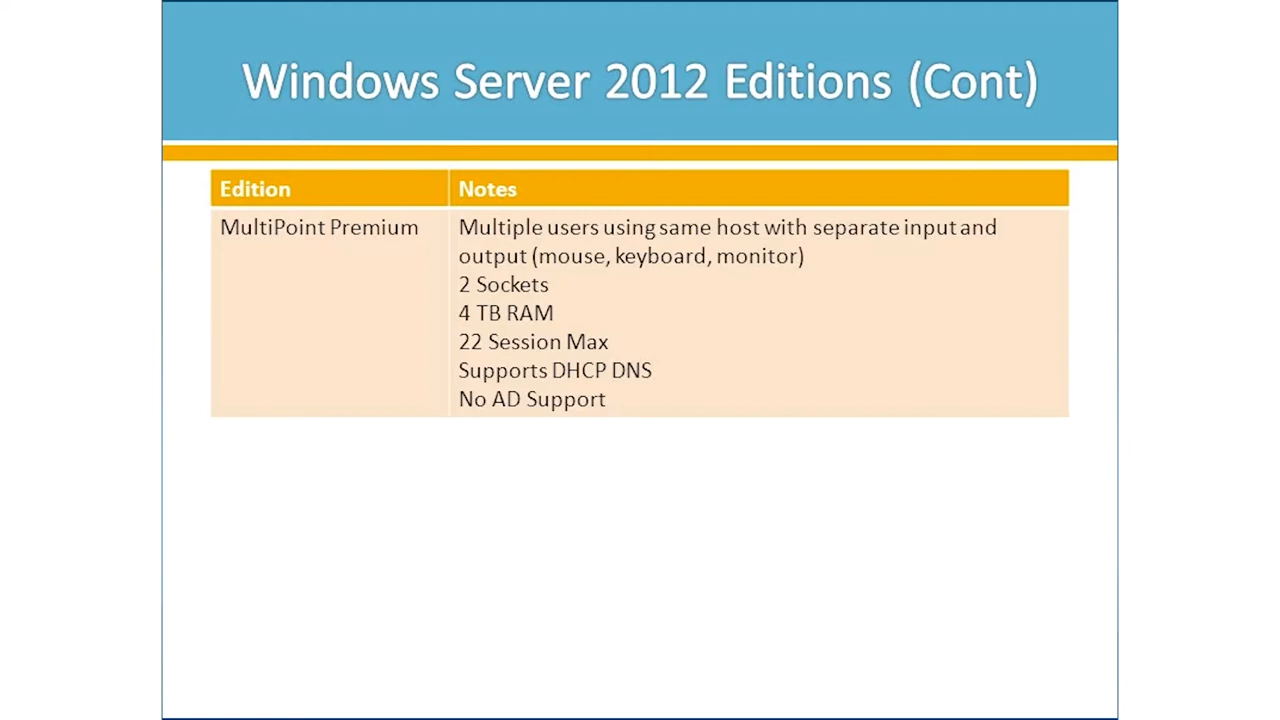 Windows Server 2012 Editions (Cont)
Edition Notes
MultiPoint Premium Multiple users using same host with separate input and
output (mouse, keyboard, monitor)
2 Sockets
4 TB RAM
22 Session Max
Supports DHCP DNS
No AD Support